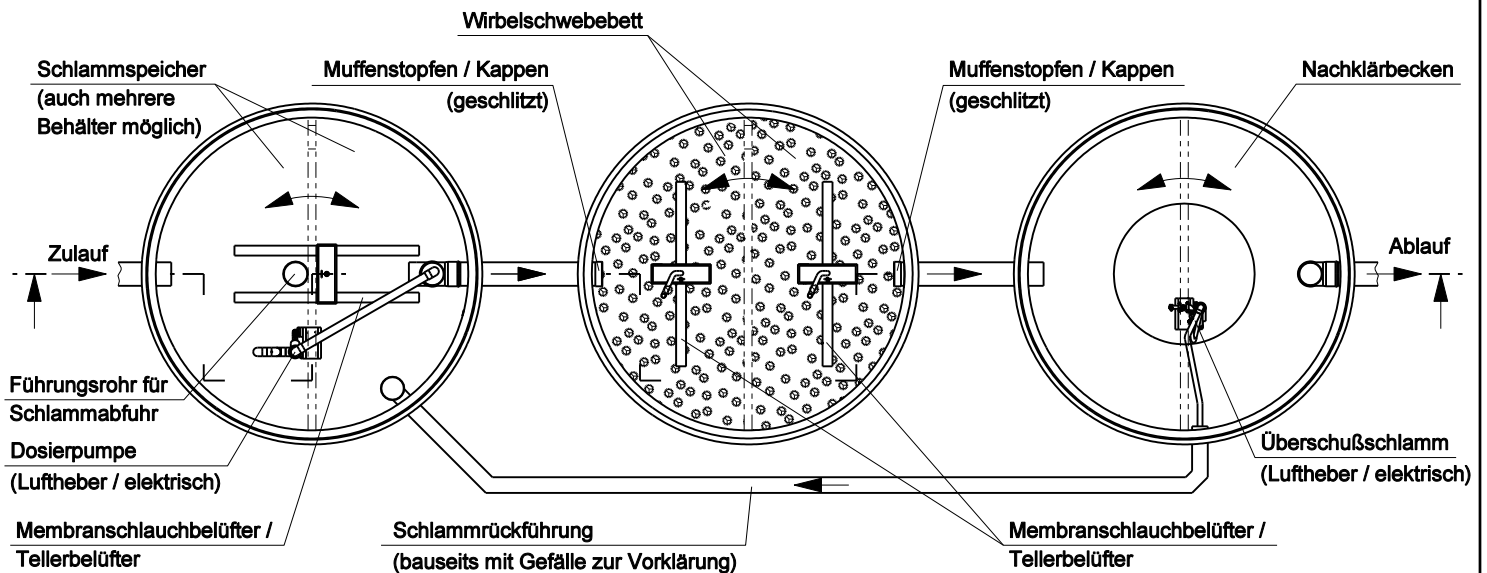 Wirbelschwebebett
Schlammspeicher
(auch mehrere
Behälter möglich)
Muffenstopfen / Kappen
(geschlitzt)
Muffenstopfen / Kappen
(geschlitzt)
Nachklärbecken
Zulauf
Ablauf
Führungsrohr für
Schlammabfuhr
Dosierpumpe
(Luftheber / elektrisch)
Membranschlauchbelüfter /
Tellerbelüfter
Schlammrückführung
(bauseits mit Gefälle zur Vorklärung)
Überschußschlamm
(Luftheber / elektrisch)
Membranschlauchbelüfter /
Tellerbelüfter